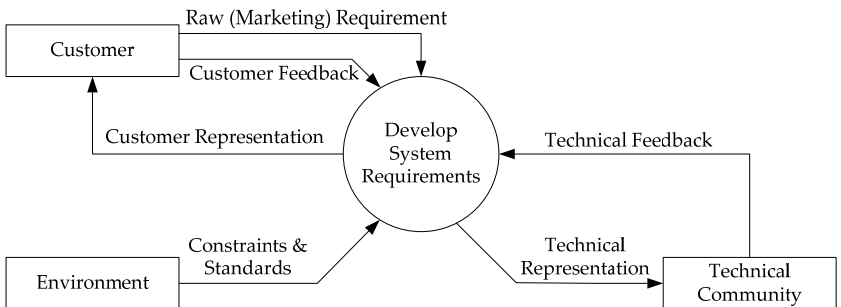 Raw (Marketing) Requirement
Customer
Customer Feedback
Customer Representation
Develop
System
Requirements
Technical Feedback
Constraints &
Standards
Environment
Technical
Representation
Technical
Community